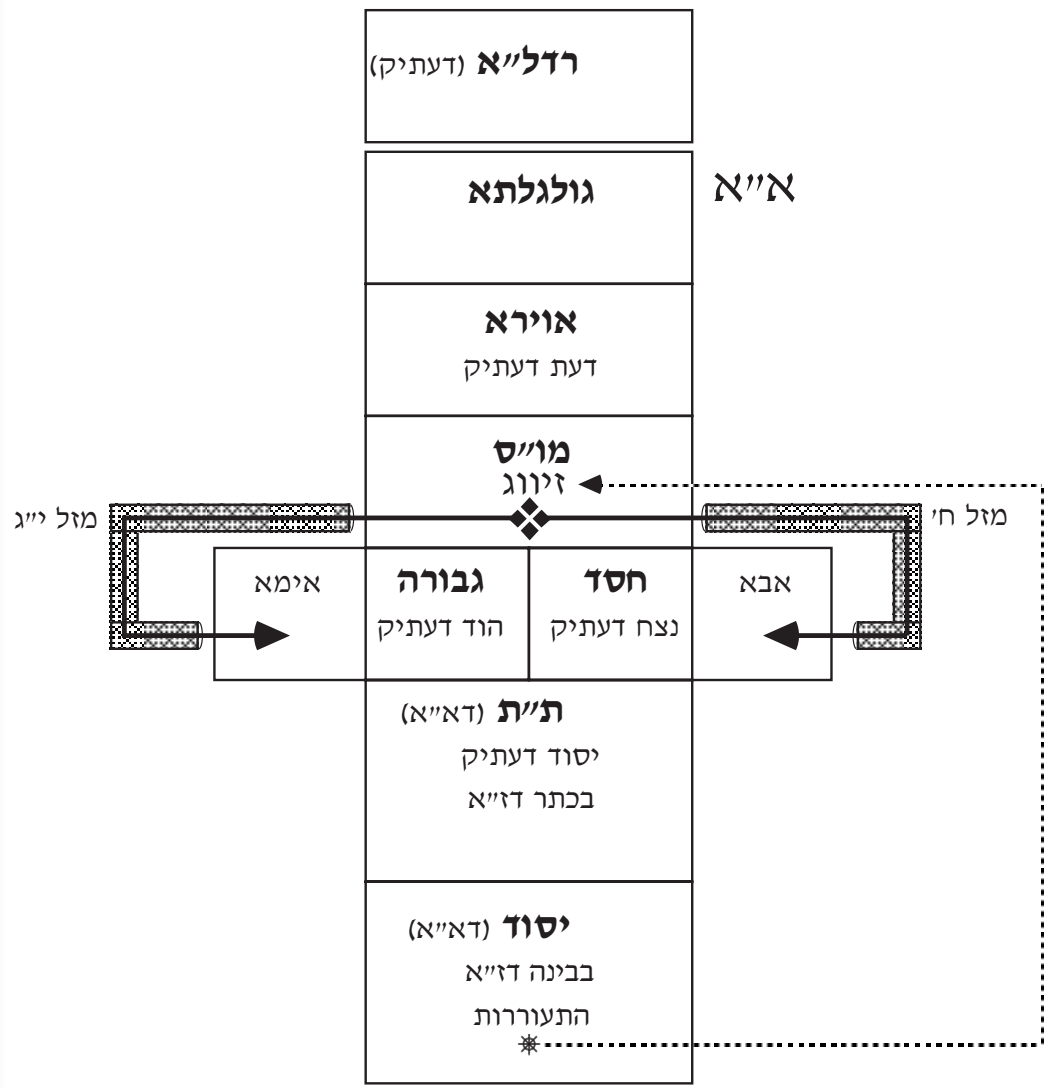 רדל״א (דעתיק)
א״א
גולגלתא
אוירא
דעת דעתיק
מו״ס
זיווג
מזל ח׳
מזל י״ג
אבא
חסד
נצח דעתיק
גבורה
הוד דעתיק
אימא
ת״ת (דא״א)
יסוד דעתיק
בכתר דז״א
יסוד (דא״א)
בבינה דז״א
התעוררות